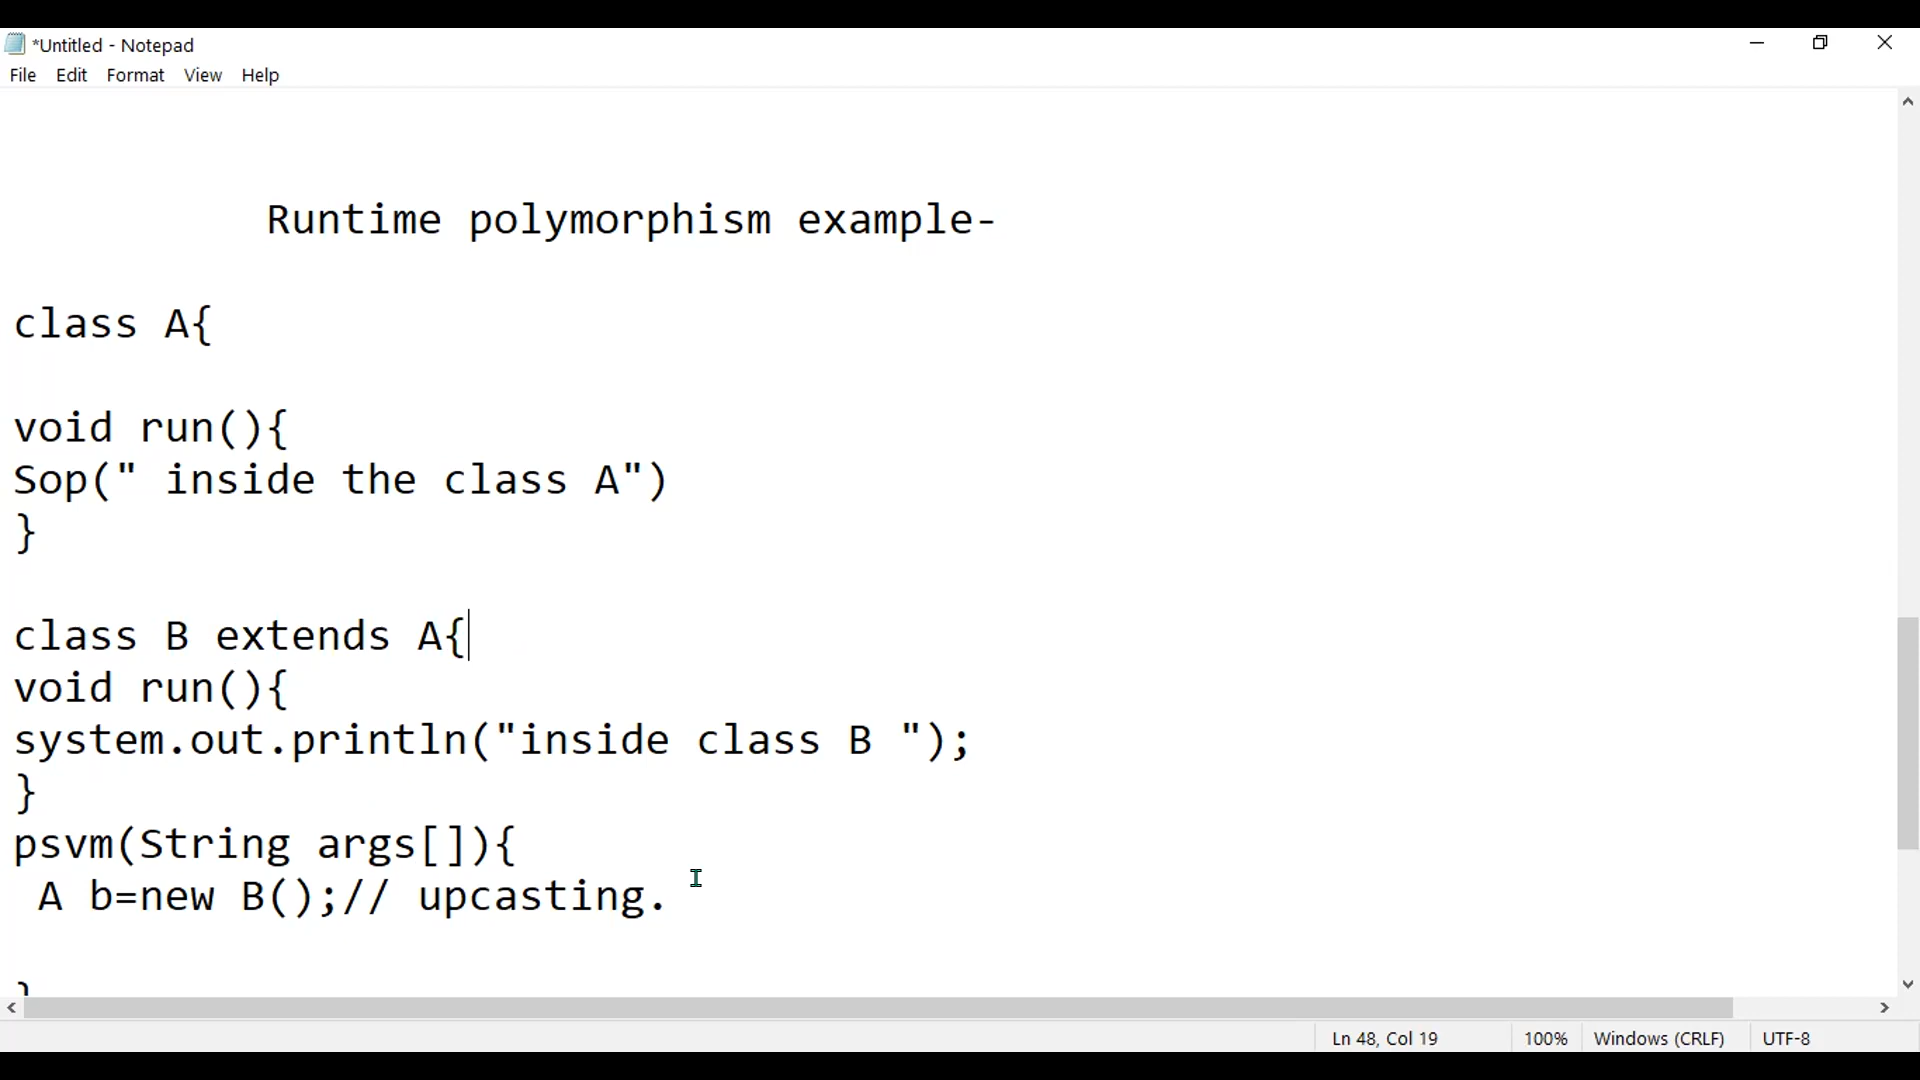 *Untitled - Notepad
File Edit Format View Help
Runtime polymorphism example-
class A{
void run(){
Sop(" inside the class A")
}
class B extends A{
void run(){
system.out.println("inside class B ");
}
psvm(String args[]){
A b=new B();// upcasting.
}
Ln 48, Col 19 100% Windows (CRLF) UTF-8